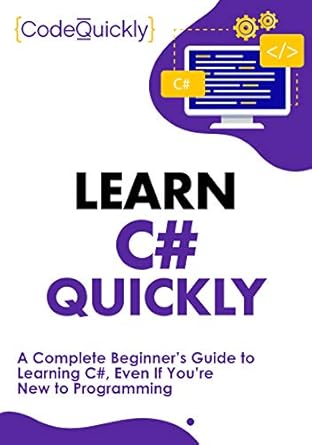 {CodeQuickly}
</>
C#
LEARN
C#
QUICKLY
A Complete Beginner's Guide to
Learning C#, Even If You're
New to Programming